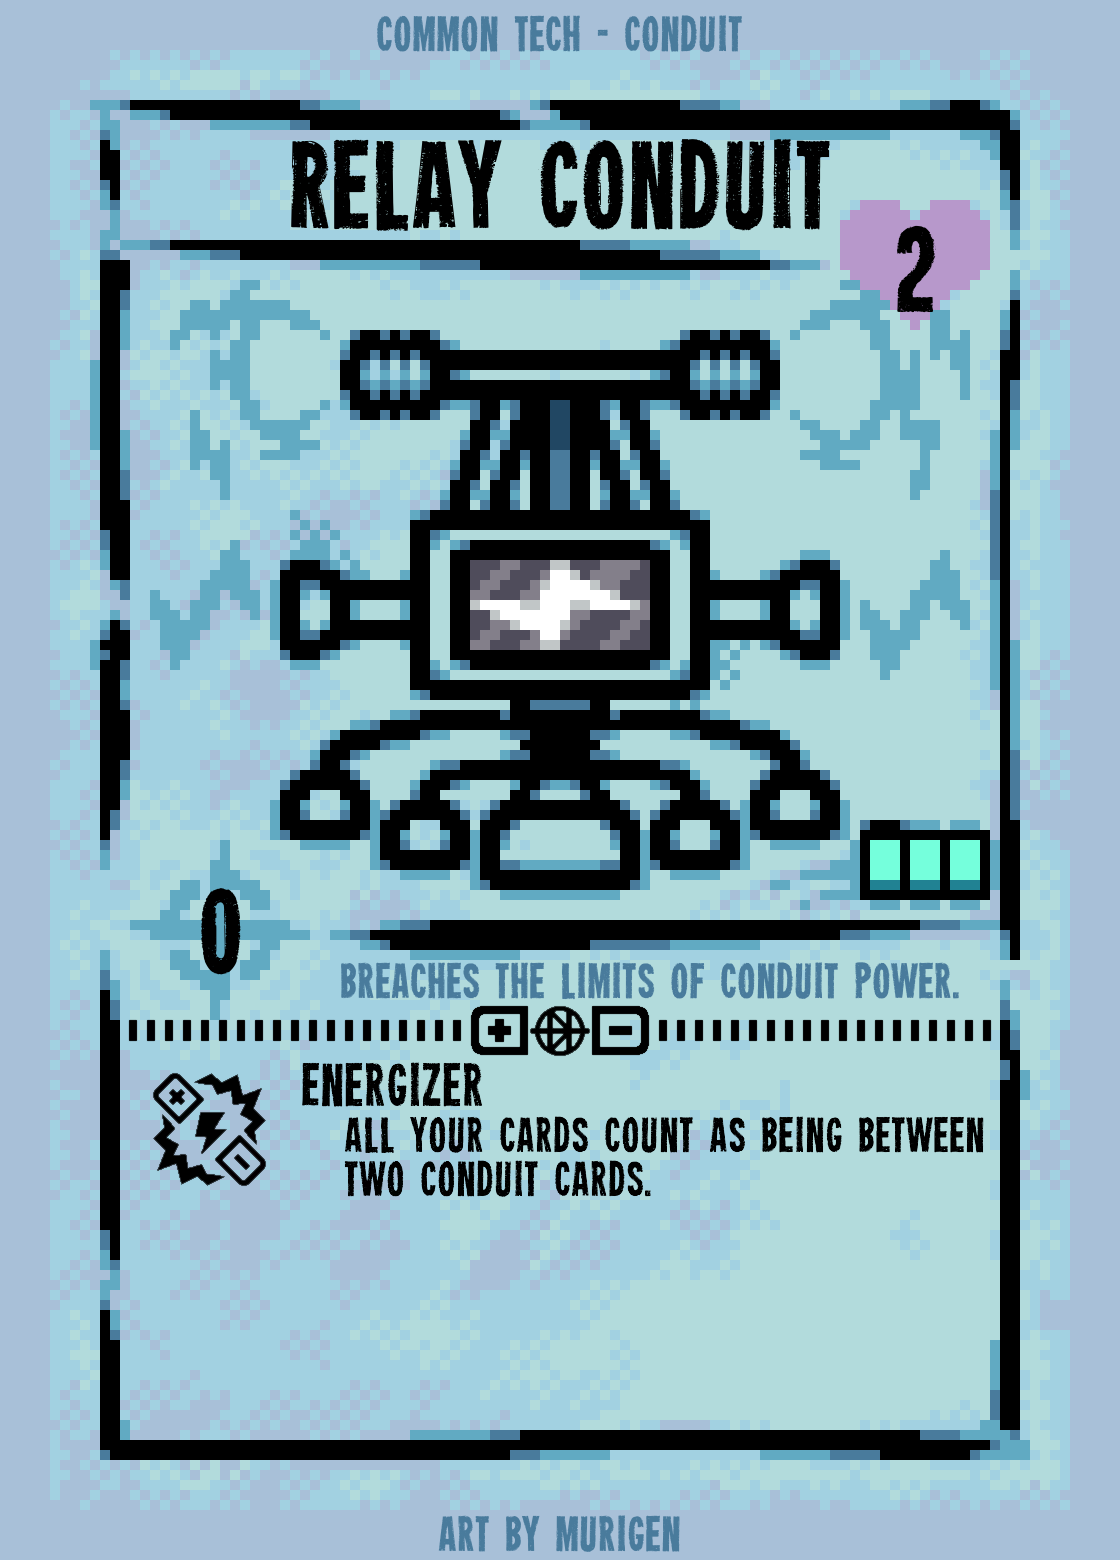 COMMON TECH - CONDUIT
RELAY CONDUIT
2
0
BREACHES THE LIMITS OF CONDUIT POWER.
ENERGIZER
ALL YOUR CARDS COUNT AS BEING BETWEEN
TWO CONDUIT CARDS.
ART BY MURIGEN